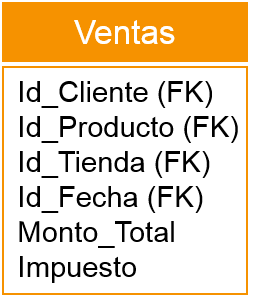 Ventas
Id_Cliente (FK)
Id_Producto (FK)
Id_Tienda (FK)
Id_Fecha (FK)
Monto_Total
Impuesto